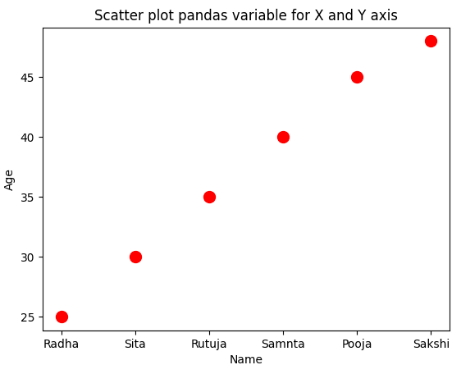 Scatter plot pandas variable for X and Y axis
45
40
35
30
25
Age
Radha Sita Rutuja Samnta Pooja Sakshi
Name